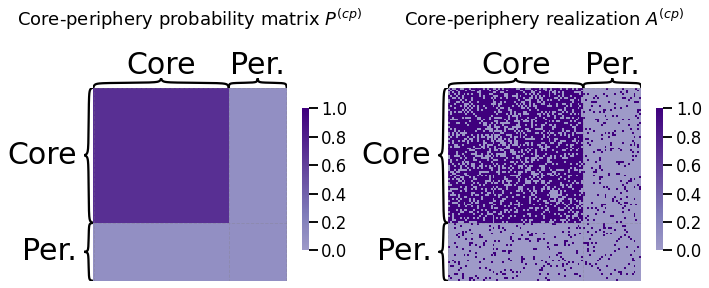 Core-periphery probability matrix P^(cp)
Core-periphery realization A^(cp)
Core Per.
Core
Per.
1.0
0.8
0.6
0.4
0.2
0.0
Core Per.
Core
Per.
1.0
0.8
0.6
0.4
0.2
0.0